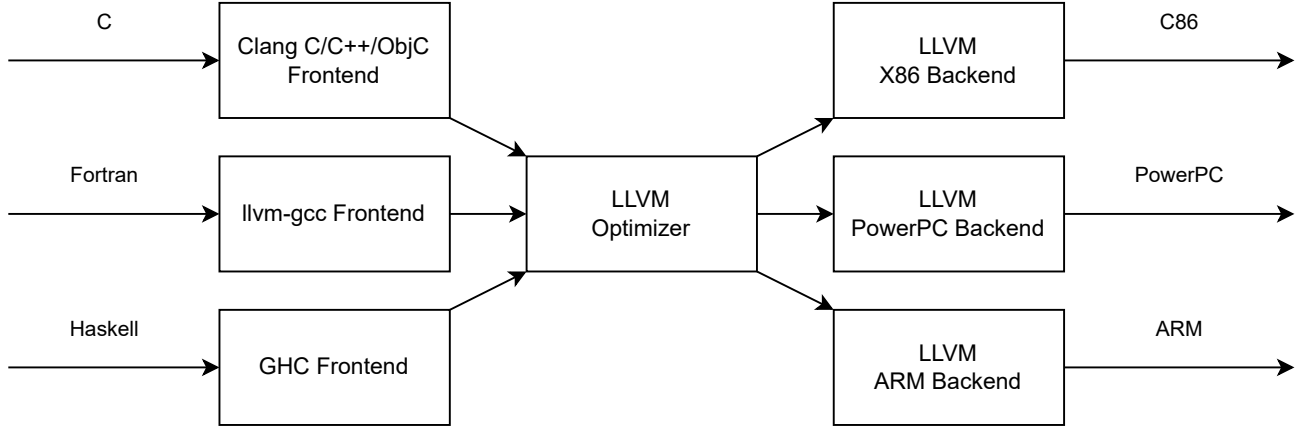 C
Clang C/C++/ObjC
Frontend
LLVM
X86 Backend
C86
Fortran
llvm-gcc Frontend
LLVM
Optimizer
LLVM
PowerPC Backend
PowerPC
Haskell
GHC Frontend
LLVM
ARM Backend
ARM